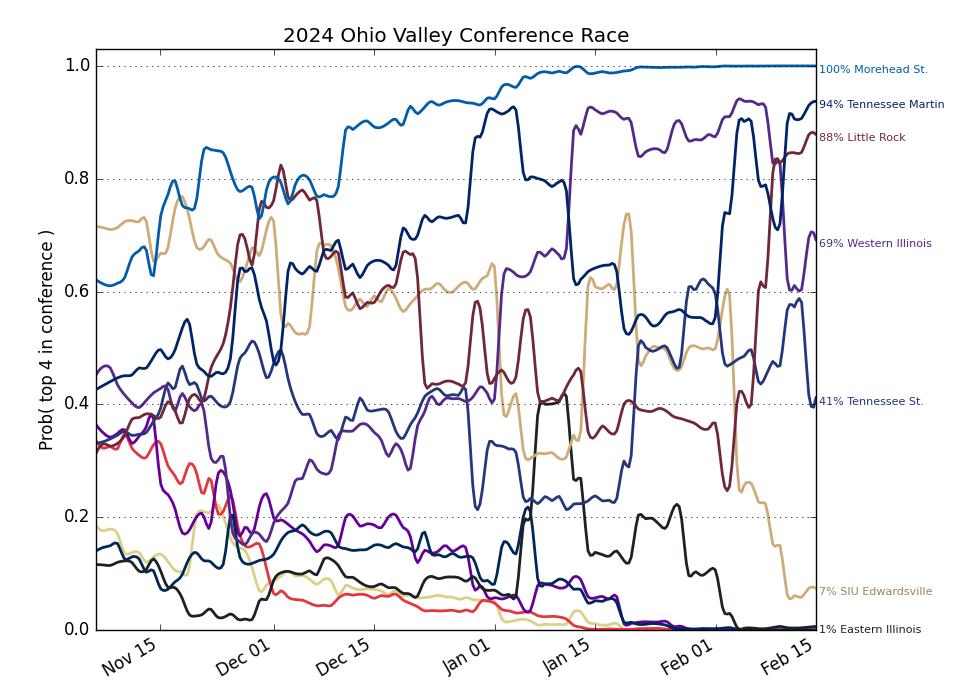 2024 Ohio Valley Conference Race
Prob( top 4 in conference )
1.0
0.8
0.6
0.4
0.2
0.0
Nov 15
Dec 01
Dec 15
Jan 01
Jan 15
Feb 01
Feb 15
100% Morehead St.
94% Tennessee Martin
88% Little Rock
69% Western Illinois
41% Tennessee St.
7% SIU Edwardsville
1% Eastern Illinois